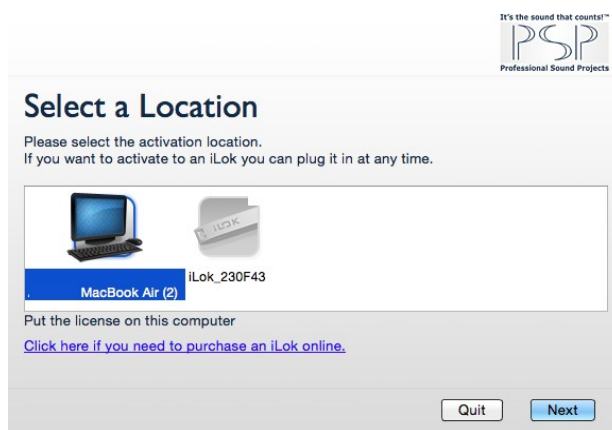 It's the sound that counts!™
PSP
Professional Sound Projects
Select a Location
Please select the activation location.
If you want to activate to an iLok you can plug it in at any time.
iLOK
iLok_230F43
. MacBook Air (2)
Put the license on this computer
Click here if you need to purchase an iLok online.
Quit Next